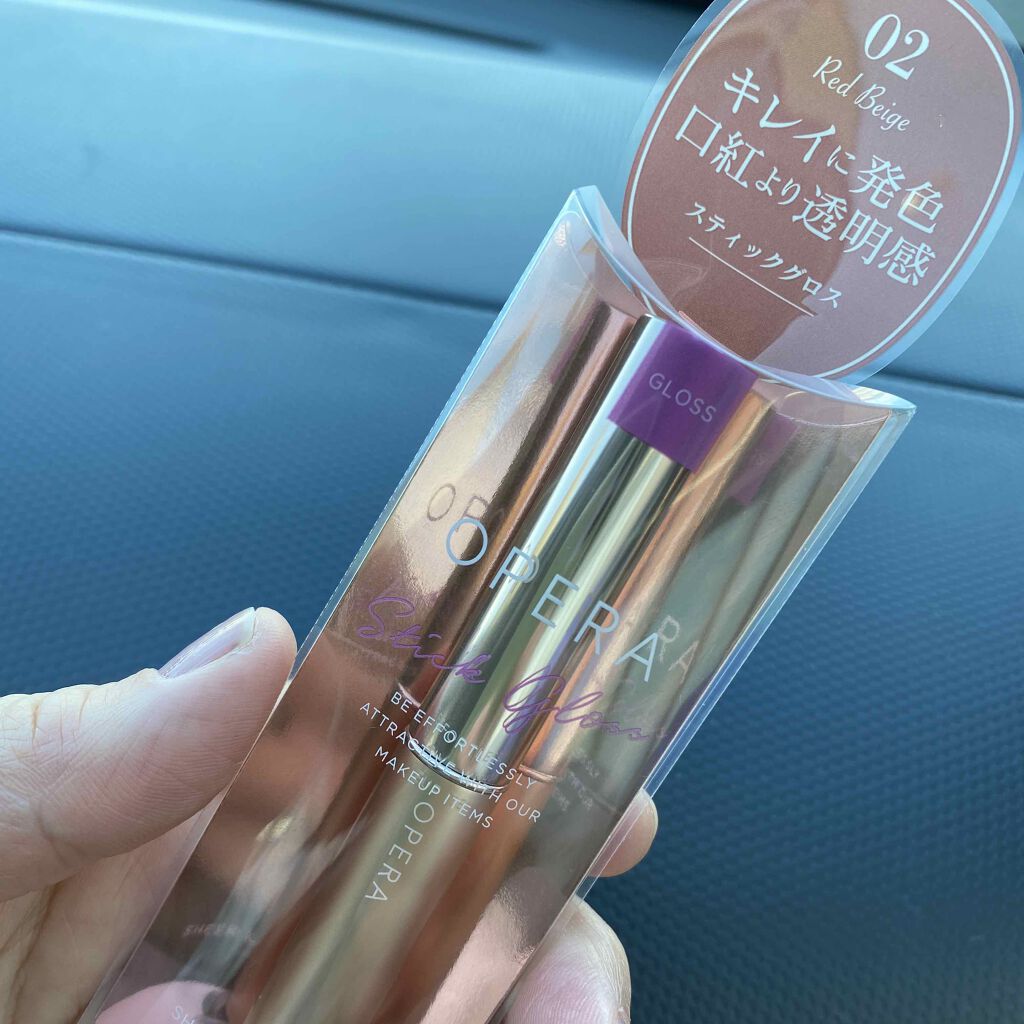 02
Red Beige
キレイに発色
口紅より透明感
スティックグロス
GLOSS
OPERA
Stick Gloss
BE EFFORTLESSLY
ATTRACTIVE WITH OUR
MAKEUP ITEMS
OPERA